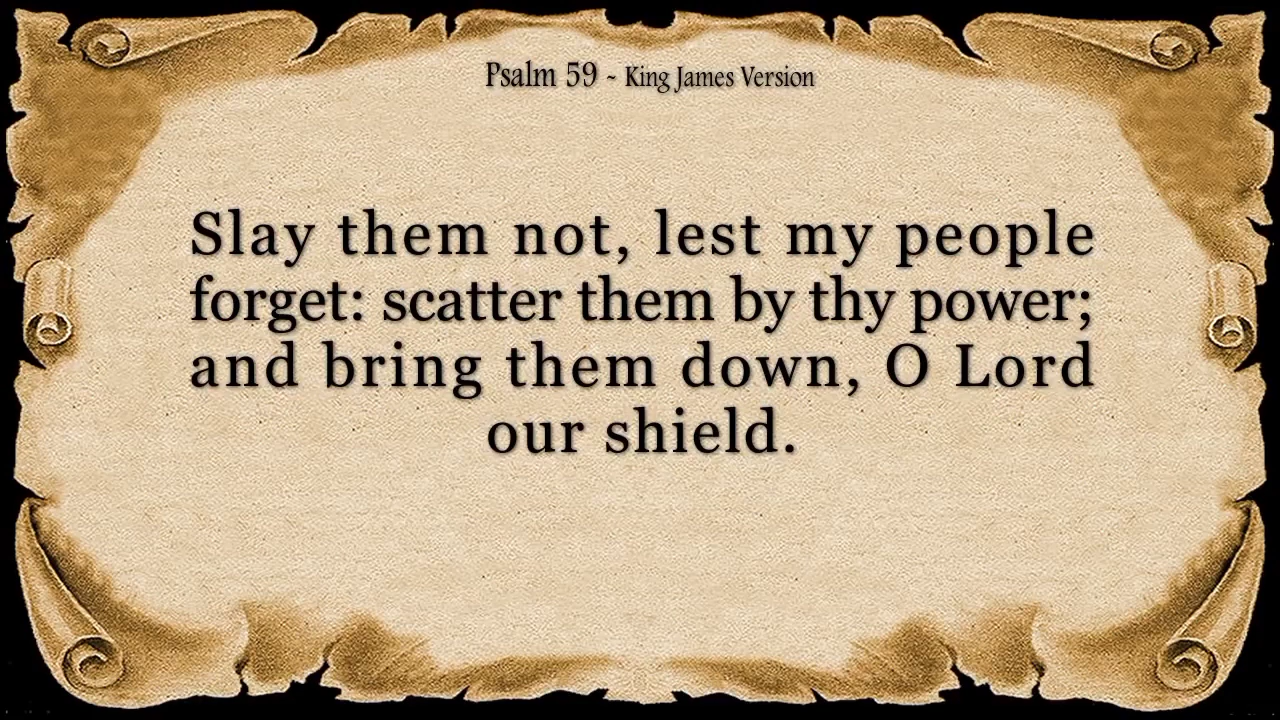 Psalm 59 - King James Version
Slay them not, lest my people
forget: scatter them by thy power;
and bring them down, O Lord
our shield.